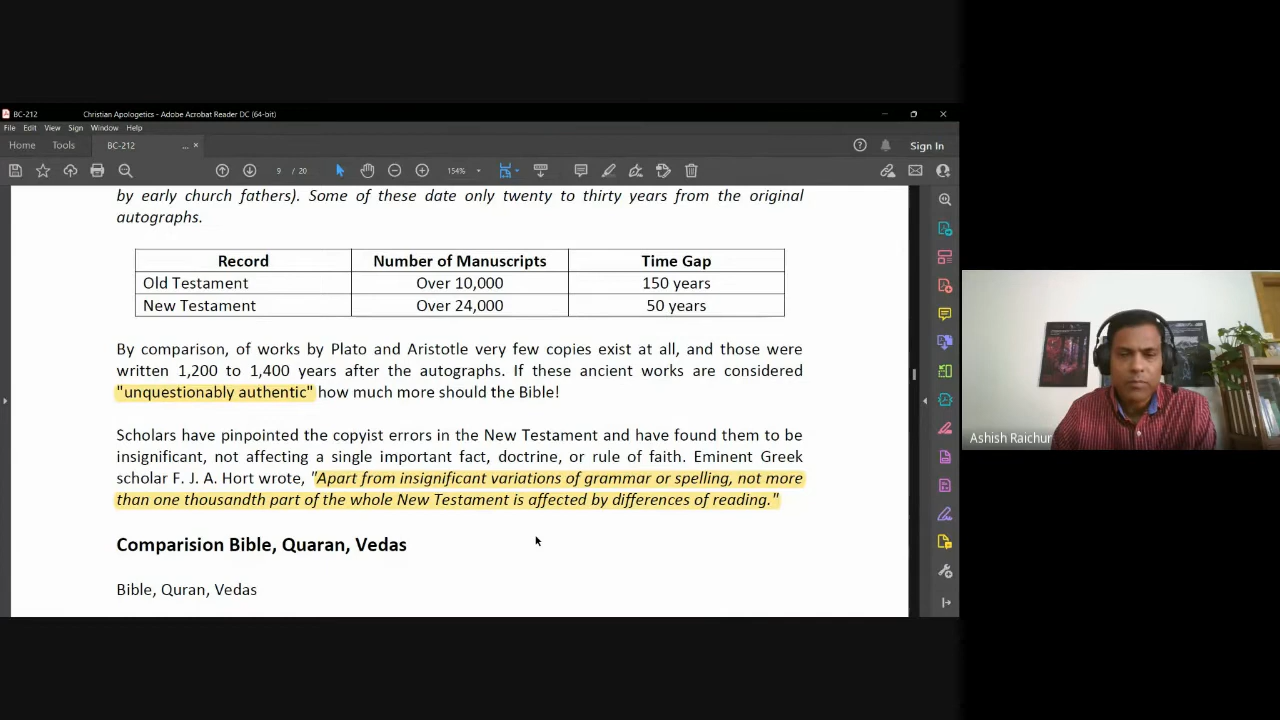 BC-212 Christian Apologetics - Adobe Acrobat Reader DC (64-bit)
File Edit View Sign Window Help
Home Tools BC-212 ... × Sign In
9 / 20 154%
by early church fathers). Some of these date only twenty to thirty years from the original
autographs.
Record Number of Manuscripts Time Gap
Old Testament Over 10,000 150 years
New Testament Over 24,000 50 years
By comparison, of works by Plato and Aristotle very few copies exist at all, and those were
written 1,200 to 1,400 years after the autographs. If these ancient works are considered
"unquestionably authentic" how much more should the Bible!
Scholars have pinpointed the copyist errors in the New Testament and have found them to be
insignificant, not affecting a single important fact, doctrine, or rule of faith. Eminent Greek
scholar F. J. A. Hort wrote, "Apart from insignificant variations of grammar or spelling, not more
than one thousandth part of the whole New Testament is affected by differences of reading."
Comparision Bible, Quaran, Vedas
Bible, Quran, Vedas
Ashish Raichur